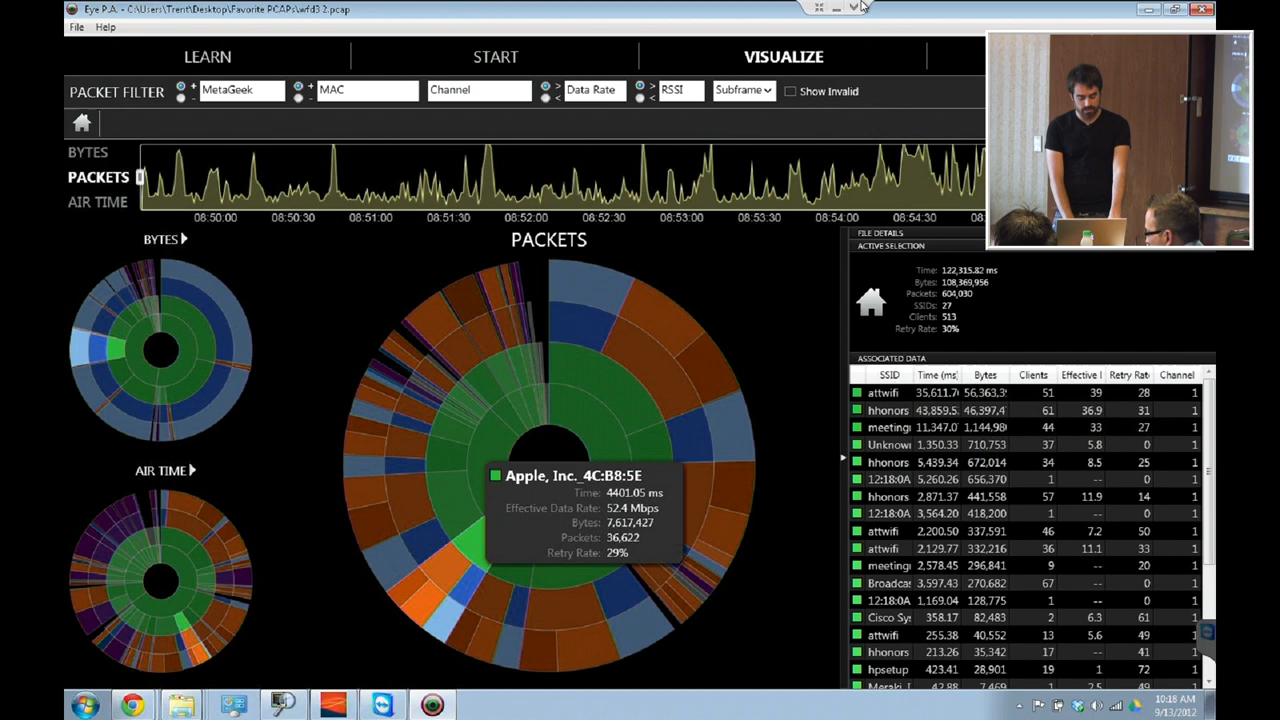 Eye P.A. - C:\Users\Trent\Desktop\Favorite PCAPs\wfd3 2.pcap
File Help
LEARN START VISUALIZE
PACKET FILTER + - MetaGeek + - MAC Channel > < Data Rate > < RSSI Subframe Show Invalid
BYTES
PACKETS
AIR TIME
08:50:00 08:50:30 08:51:00 08:51:30 08:52:00 08:52:30 08:53:00 08:53:30 08:54:00 08:54:30
BYTES
PACKETS
AIR TIME
Apple, Inc._4C:B8:5E
Time: 4401.05 ms
Effective Data Rate: 52.4 Mbps
Bytes: 7,617,427
Packets: 36,622
Retry Rate: 29%
FILE DETAILS
ACTIVE SELECTION
Time: 122,315.82 ms
Bytes: 108,369,956
Packets: 604,030
SSIDs: 27
Clients: 513
Retry Rate: 30%
ASSOCIATED DATA
SSID Time (ms) Bytes Clients Effective Retry Rat Channel
attwifi 35,611.7 56,363,3 51 39 28 1
hhonors 43,859.5 46,397,4 61 36.9 31 1
meeting 11,347.0 1,144,98 44 33 27 1
Unknow 1,350.33 710,753 37 5.8 0 1
hhonors 5,439.34 672,014 34 8.5 25 1
12:18:0A 5,260.26 656,370 1 -- 0 1
hhonors 2,871.37 441,558 57 11.9 14 1
12:18:0A 3,564.20 418,200 1 -- 0 1
attwifi 2,200.50 337,591 46 7.2 50 1
attwifi 2,129.77 332,216 36 11.1 33 1
meeting 2,578.45 296,841 9 -- 20 1
Broadca 3,597.43 270,682 67 -- 0 1
12:18:0A 1,169.04 128,775 1 -- 0 1
Cisco Sy 358.17 82,483 2 6.3 61 1
attwifi 255.38 40,552 13 5.6 49 1
hhonors 213.26 35,342 17 -- 41 1
hpsetup 423.41 28,901 19 1 72 1
Meraki 42.88 7,469 1 2.5 49 1
10:18 AM
9/13/2012